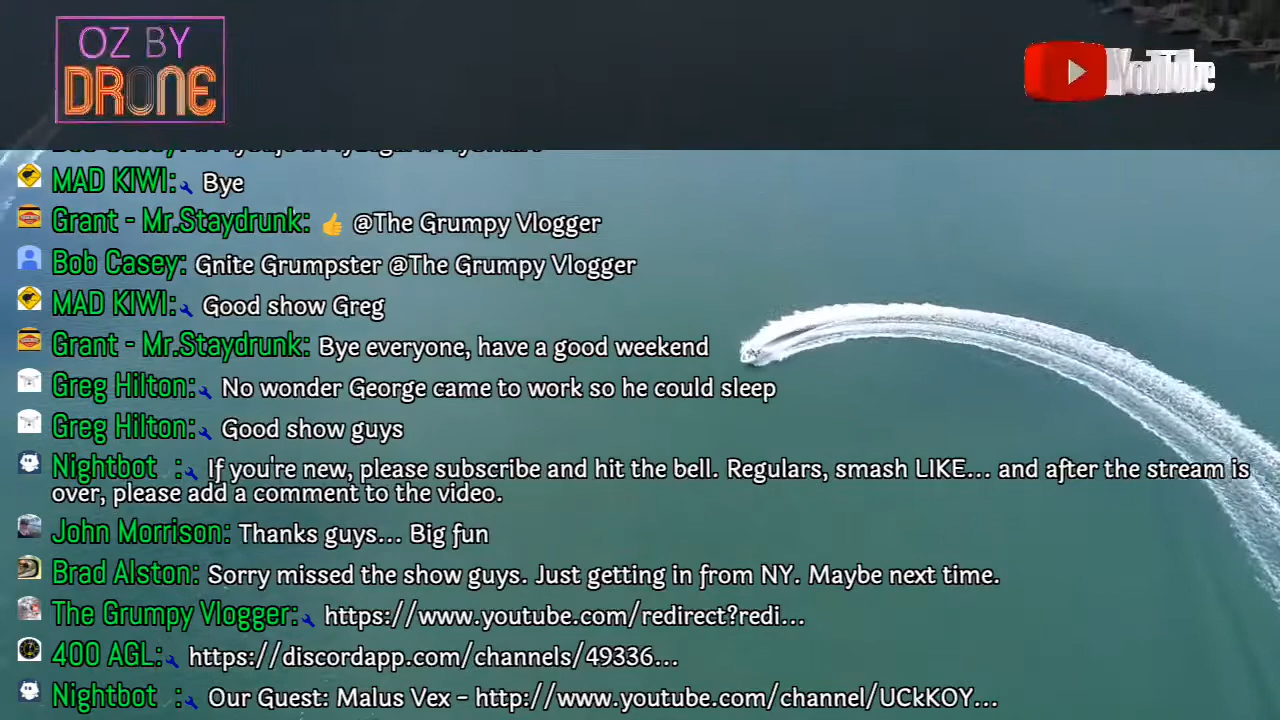 OZ BY
DRONE
YouTube
MAD KIWI: Bye
Grant - Mr.Staydrunk: 👍 @The Grumpy Vlogger
Bob Casey: Gnite Grumpster @The Grumpy Vlogger
MAD KIWI: Good show Greg
Grant - Mr.Staydrunk: Bye everyone, have a good weekend
Greg Hilton: No wonder George came to work so he could sleep
Greg Hilton: Good show guys
Nightbot : If you're new, please subscribe and hit the bell. Regulars, smash LIKE... and after the stream is
over, please add a comment to the video.
John Morrison: Thanks guys... Big fun
Brad Alston: Sorry missed the show guys. Just getting in from NY. Maybe next time.
The Grumpy Vlogger: https://www.youtube.com/redirect?redi...
400 AGL: https://discordapp.com/channels/49336...
Nightbot : Our Guest: Malus Vex - http://www.youtube.com/channel/UCkKOY...